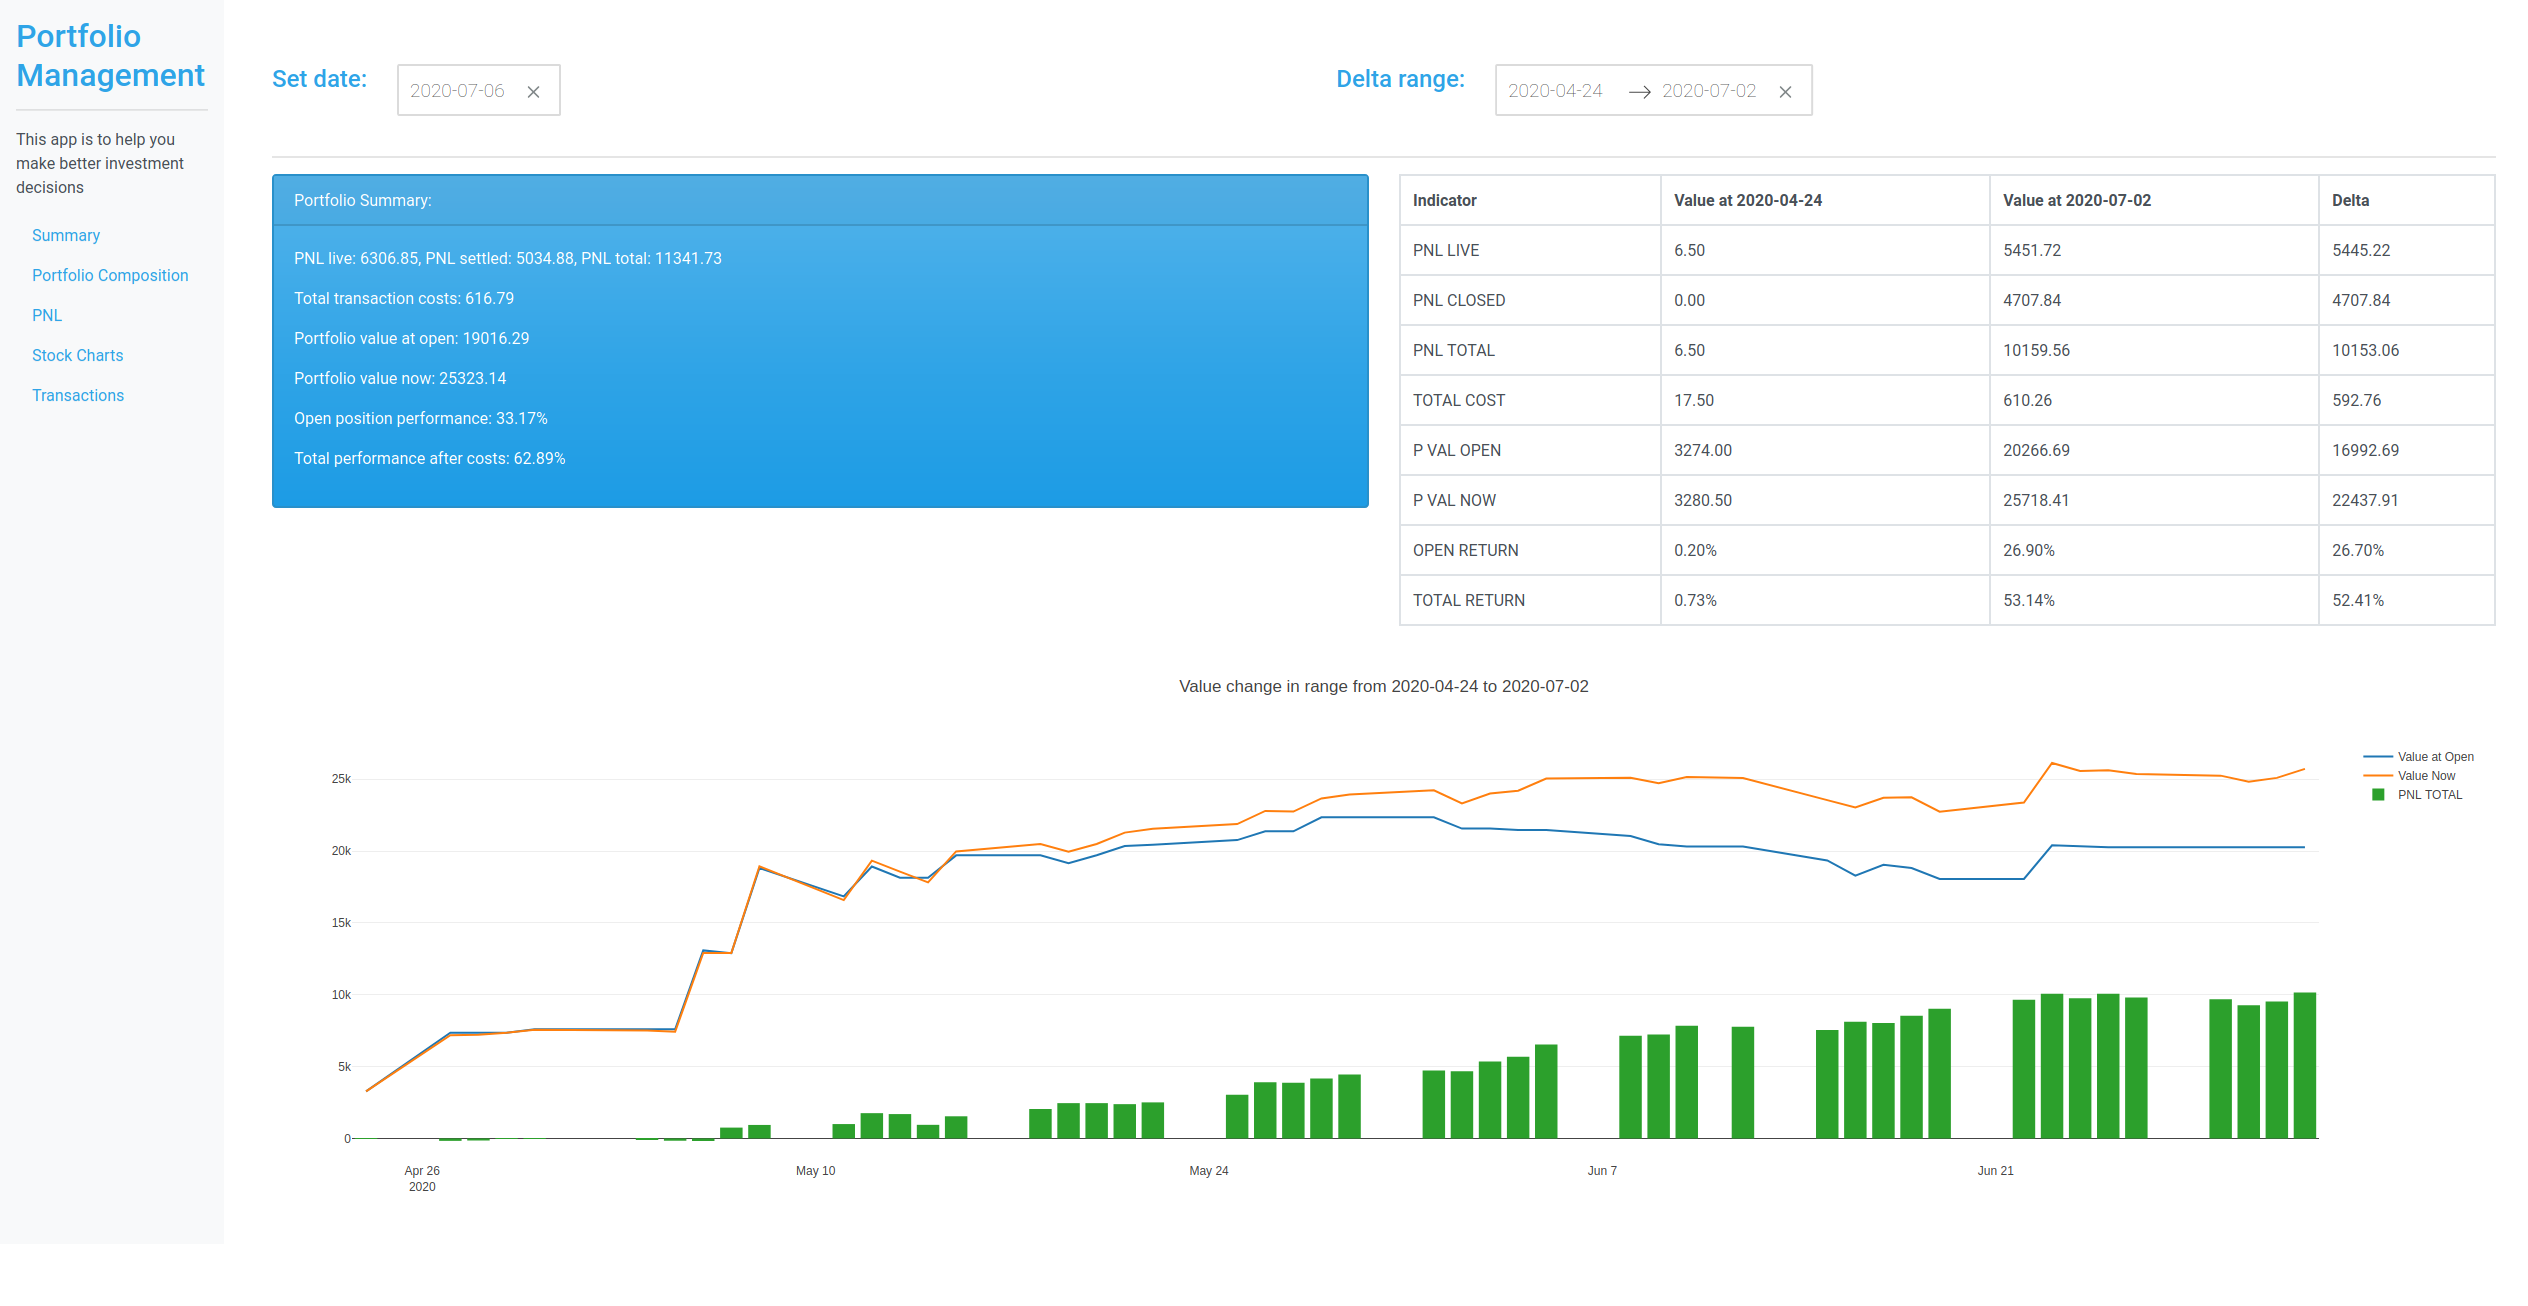 Portfolio
Management
This app is to help you
make better investment
decisions
Summary
Portfolio Composition
PNL
Stock Charts
Transactions
Set date: 2020-07-06
Delta range: 2020-04-24 → 2020-07-02
Portfolio Summary:
PNL live: 6306.85, PNL settled: 5034.88, PNL total: 11341.73
Total transaction costs: 616.79
Portfolio value at open: 19016.29
Portfolio value now: 25323.14
Open position performance: 33.17%
Total performance after costs: 62.89%
Indicator Value at 2020-04-24 Value at 2020-07-02 Delta
PNL LIVE 6.50 5451.72 5445.22
PNL CLOSED 0.00 4707.84 4707.84
PNL TOTAL 6.50 10159.56 10153.06
TOTAL COST 17.50 610.26 592.76
P VAL OPEN 3274.00 20266.69 16992.69
P VAL NOW 3280.50 25718.41 22437.91
OPEN RETURN 0.20% 26.90% 26.70%
TOTAL RETURN 0.73% 53.14% 52.41%
Value change in range from 2020-04-24 to 2020-07-02
Value at Open
Value Now
PNL TOTAL
25k
20k
15k
10k
5k
0
Apr 26 May 10 May 24 Jun 7 Jun 21
2020